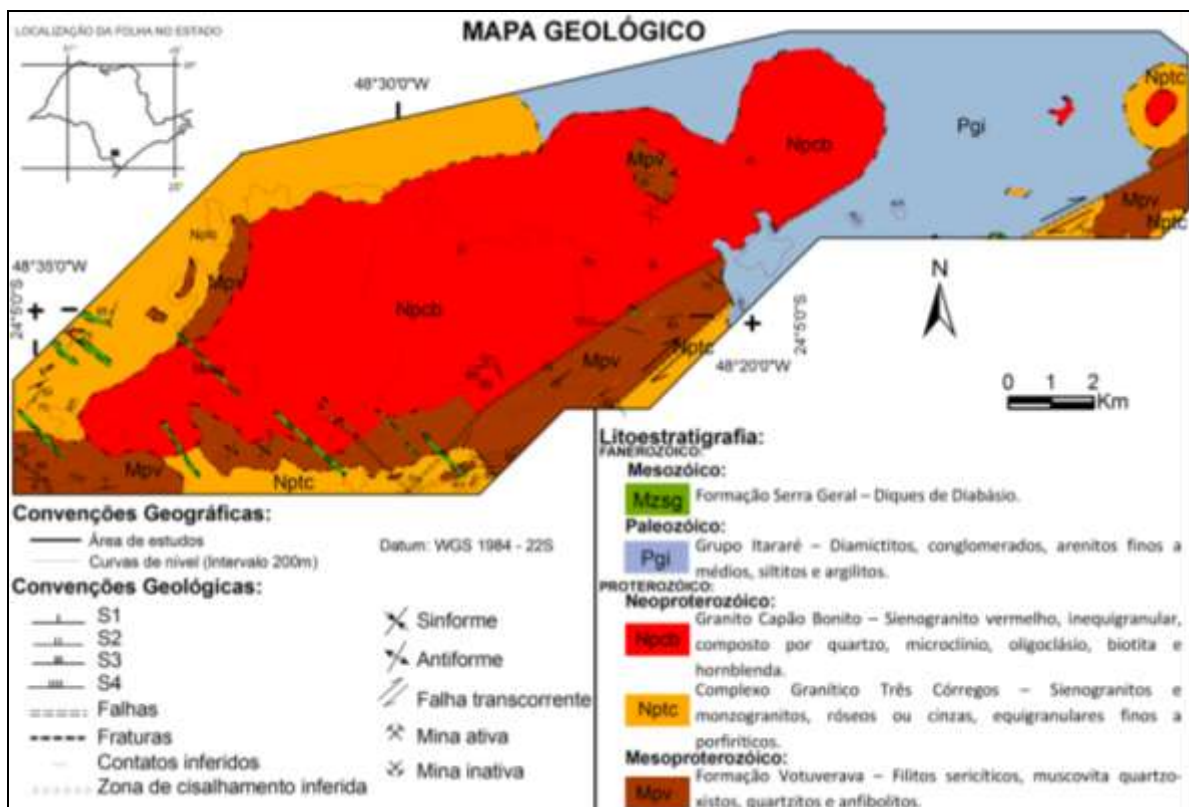 LOCALIZAÇÃO DA FOLHA NO ESTADO
MAPA GEOLÓGICO
48°30'0"W
Nptc
Pgi
Npcb
Mpv
Mpv
Nptc
48°35'0"W
Mpv
24°5'0"S
Npcb
N
24°5'0"S
Mpv
Nptc
48°20'0"W
0 1 2
Km
Mpv
Nptc
Convenções Geográficas:
Área de estudos
Curvas de nível (Intervalo 200m)
Datum: WGS 1984 - 22S
Convenções Geológicas:
S1
S2
S3
S4
Falhas
Fraturas
Contatos inferidos
Zona de cisalhamento inferida
Sinforme
Antiforme
Falha transcorrente
Mina ativa
Mina inativa
Litoestratigrafia:
FANEROZÓICO:
Mesozóico:
Mzsg Formação Serra Geral – Diques de Diabásio.
Paleozóico:
Pgi Grupo Itararé – Diamictitos, conglomerados, arenitos finos a
médios, siltitos e argilitos.
PROTEROZÓICO:
Neoproterozóico:
Npcb Granito Capão Bonito – Sienogranito vermelho, inequigranular,
composto por quartzo, microclínio, oligoclásio, biotita e
hornblenda.
Nptc Complexo Granítico Três Córregos – Sienogranitos e
monzogranitos, róseos ou cinzas, equigranulares finos a
porfiríticos.
Mesoproterozóico:
Mpv Formação Votuverava – Filitos sericíticos, muscovita quartzo-
xistos, quartzitos e anfibolitos.